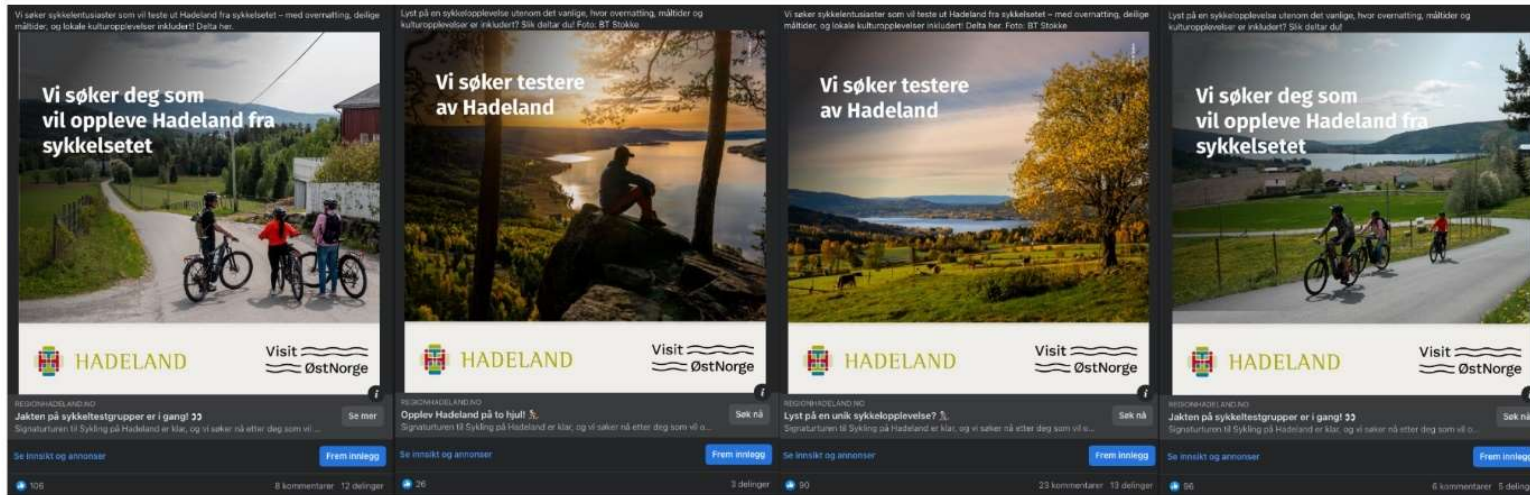 Vi søker sykkelentusiaster som vil teste ut Hadeland fra sykkelsetet – med overnatting, deilige
måltider, og lokale kulturopplevelser inkludert! Delta her.
Vi søker deg som
vil oppleve Hadeland fra
sykkelsetet
HADELAND
Visit
ØstNorge
REGIONHADELAND.NO
Jakten på sykkeltestgrupper er i gang!
Se mer
Signaturturen til Sykling på Hadeland er klar, og vi søker nå etter deg som vil ...
Se innsikt og annonser
Frem innlegg
106
8 kommentarer 12 delinger
Lyst på en sykkelopplevelse utenom det vanlige, hvor overnatting, måltider og
kulturopplevelser er inkludert? Slik deltar du! Foto: BT Stokke
Vi søker testere
av Hadeland
HADELAND
Visit
ØstNorge
REGIONHADELAND.NO
Opplev Hadeland på to hjul!
Søk nå
Signaturturen til Sykling på Hadeland er klar, og vi søker nå etter deg som vil o...
Se innsikt og annonser
Frem innlegg
26
3 delinger
Vi søker sykkelentusiaster som vil teste ut Hadeland fra sykkelsetet – med overnatting, deilige
måltider, og lokale kulturopplevelser inkludert! Delta her. Foto: BT Stokke
Vi søker testere
av Hadeland
HADELAND
Visit
ØstNorge
REGIONHADELAND.NO
Lyst på en unik sykkelopplevelse?
Søk nå
Signaturturen til Sykling på Hadeland er klar, og vi søker nå etter deg som vil o...
Se innsikt og annonser
Frem innlegg
90
23 kommentarer 13 delinger
Lyst på en sykkelopplevelse utenom det vanlige, hvor overnatting, måltider og
kulturopplevelser er inkludert? Slik deltar du!
Vi søker deg som
vil oppleve Hadeland fra
sykkelsetet
HADELAND
Visit
ØstNorge
REGIONHADELAND.NO
Jakten på sykkeltestgrupper er i gang!
Søk nå
Signaturturen til Sykling på Hadeland er klar, og vi søker nå etter deg som vil o...
Se innsikt og annonser
Frem innlegg
96
6 kommentarer 5 deling